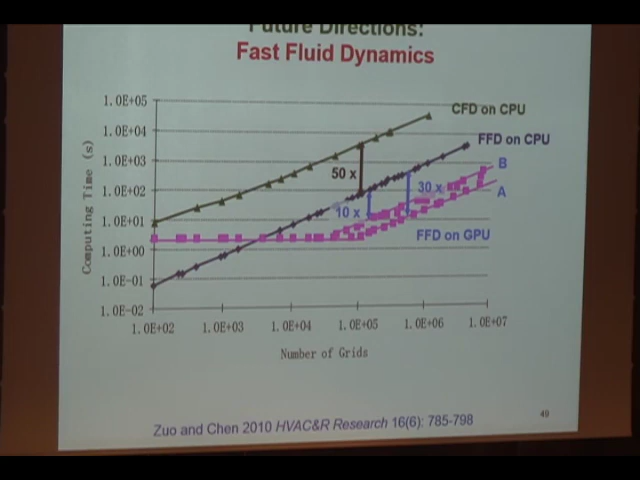 Future Directions:
Fast Fluid Dynamics
1.0E+05
1.0E+04
1.0E+03
1.0E+02
1.0E+01
1.0E+00
1.0E-01
1.0E-02
Computing Time (s)
CFD on CPU
FFD on CPU
B
A
50 x
30 x
10 x
FFD on GPU
1.0E+02 1.0E+03 1.0E+04 1.0E+05 1.0E+06 1.0E+07
Number of Grids
Zuo and Chen 2010 HVAC&R Research 16(6): 785-798
49